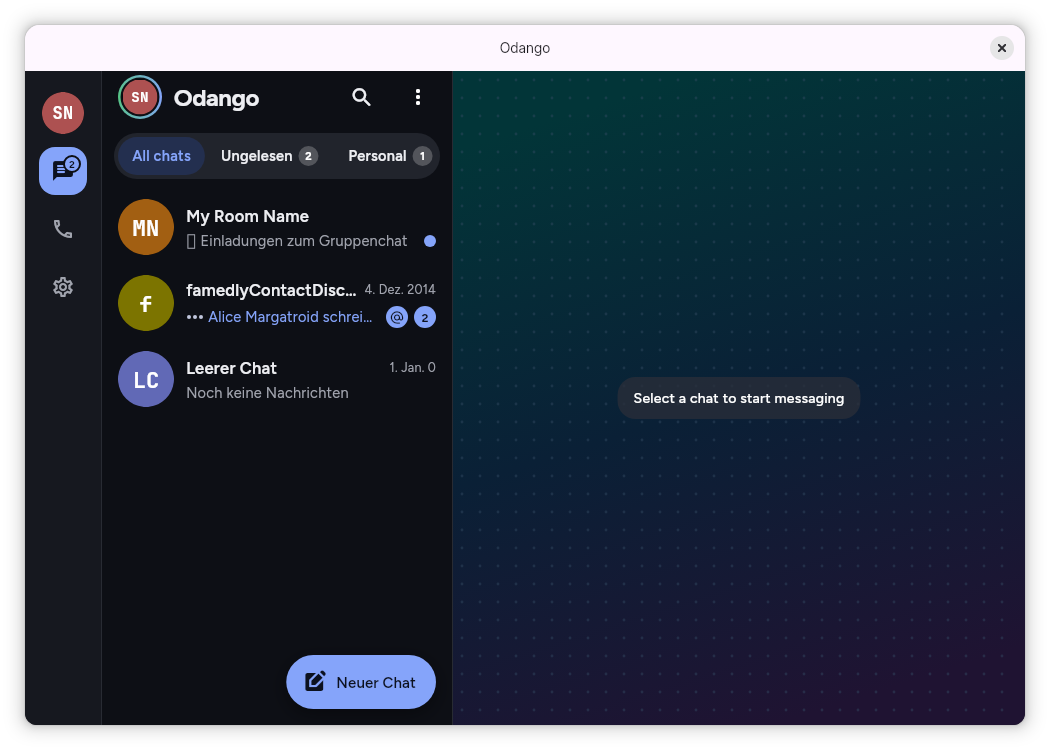 Odango
SN
2
SN
Odango
All chats
Ungelesen 2
Personal 1
MN
My Room Name
Einladungen zum Gruppenchat
f
famedlyContactDisc... 4. Dez. 2014
••• Alice Margatroid schrei... @ 2
LC
Leerer Chat 1. Jan. 0
Noch keine Nachrichten
Neuer Chat
Select a chat to start messaging